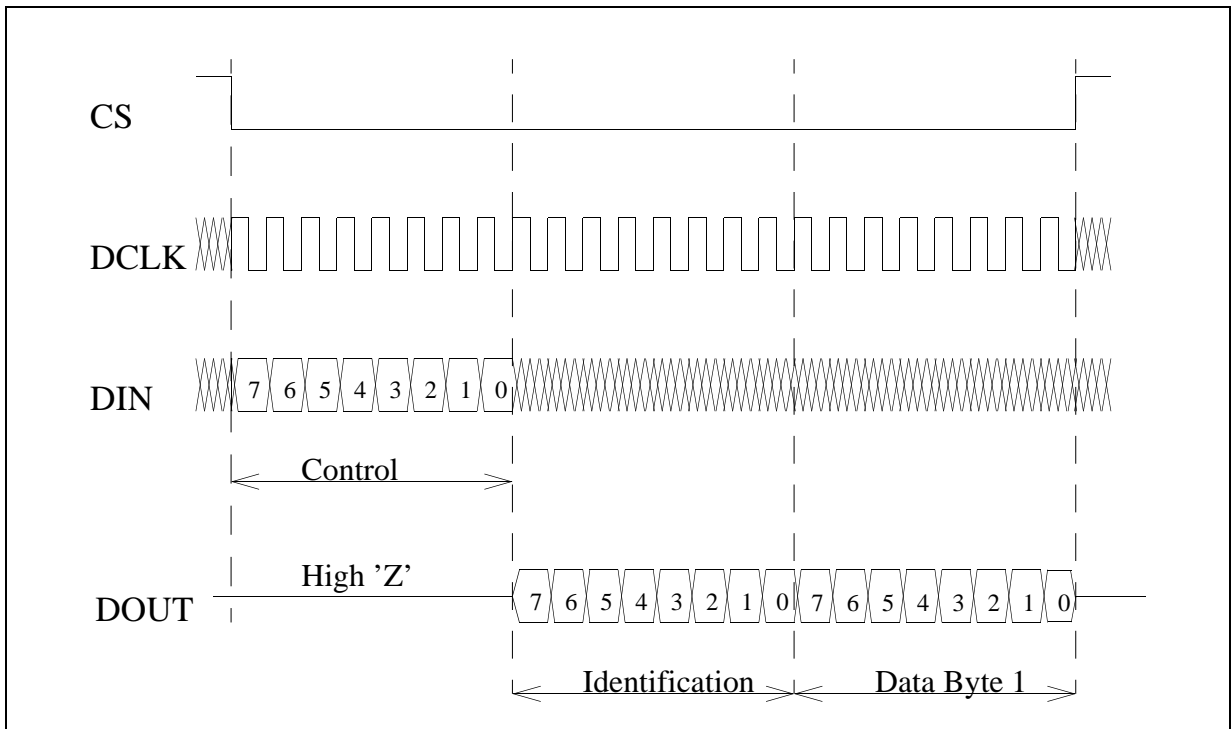 CS
DCLK
DIN
7 6 5 4 3 2 1 0
Control
High ’Z’
DOUT
7 6 5 4 3 2 1 0 7 6 5 4 3 2 1 0
Identification
Data Byte 1